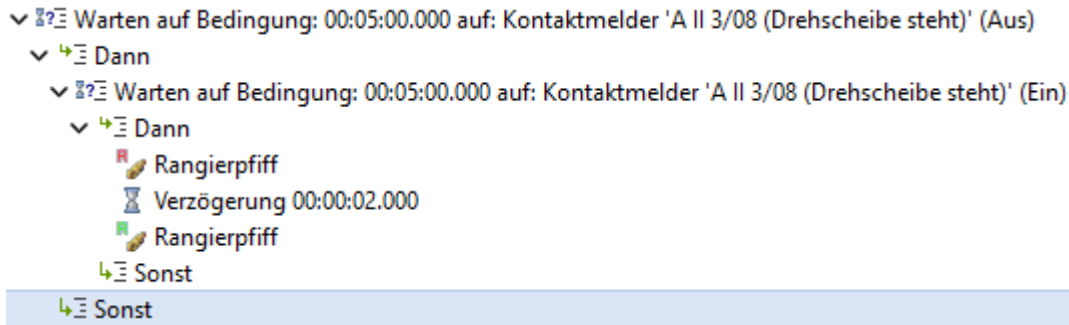 Warten auf Bedingung: 00:05:00.000 auf: Kontaktmelder 'A II 3/08 (Drehscheibe steht)' (Aus)
Dann
Warten auf Bedingung: 00:05:00.000 auf: Kontaktmelder 'A II 3/08 (Drehscheibe steht)' (Ein)
Dann
Rangierpfiff
Verzögerung 00:00:02.000
Rangierpfiff
Sonst
Sonst